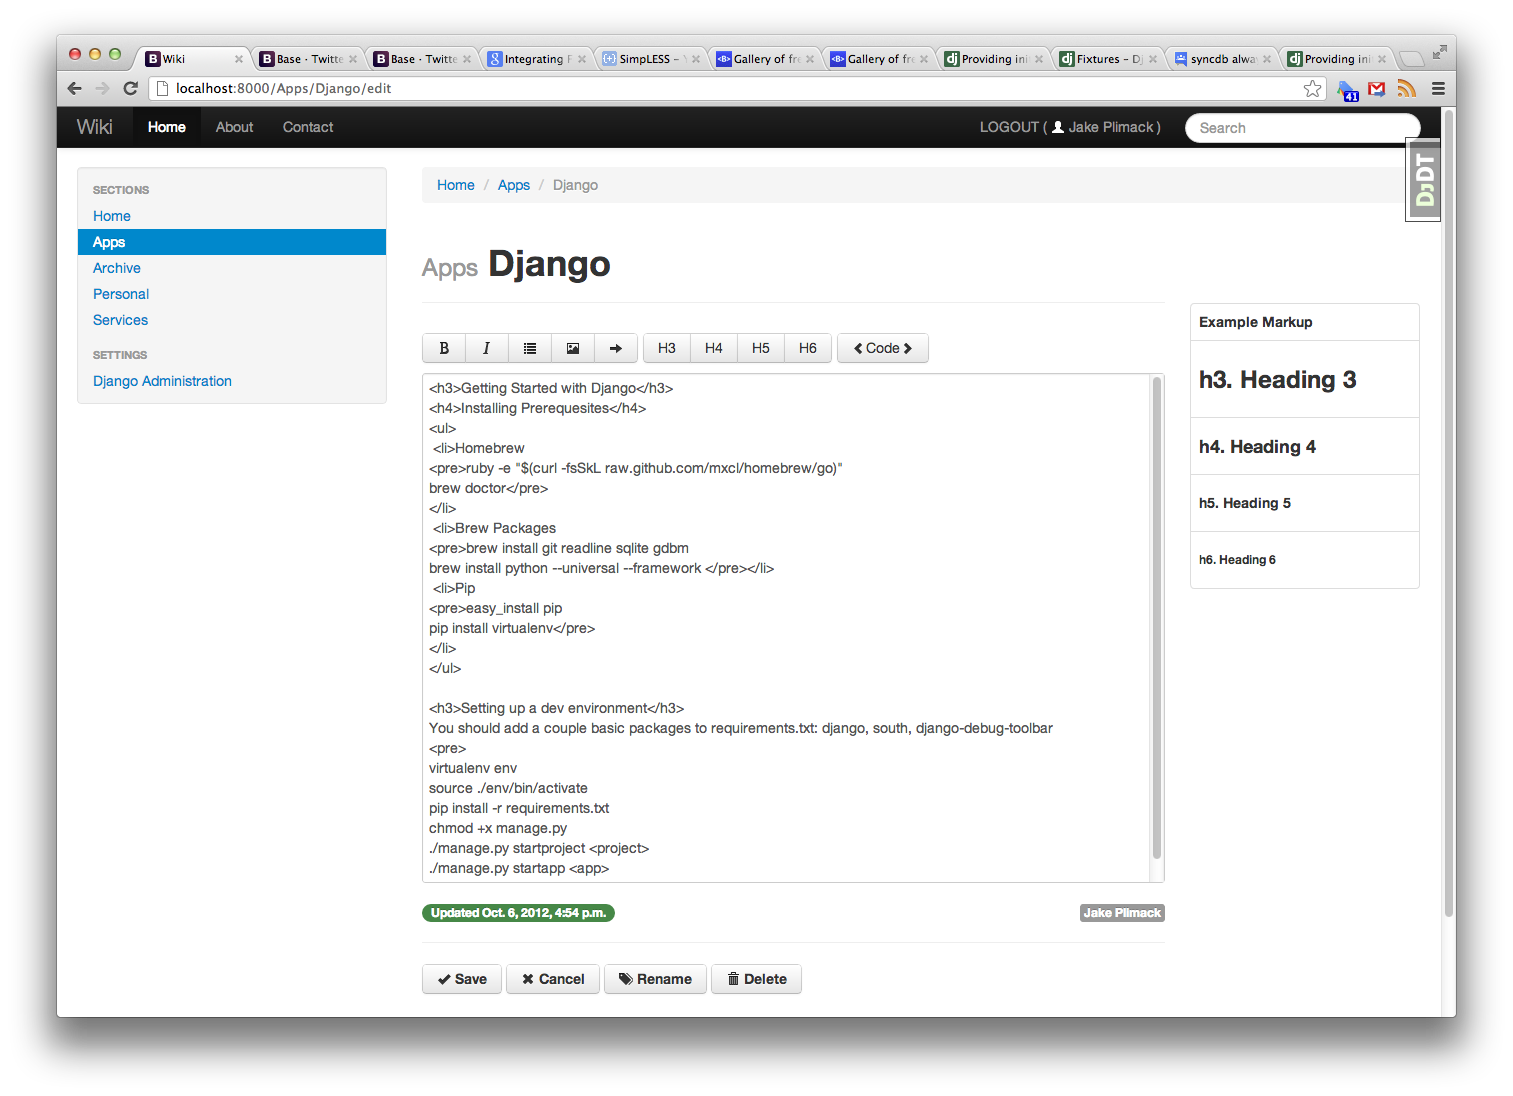 Wiki
Base · Twitte
Base · Twitte
Integrating F
SimpLESS – Y
Gallery of fre
Gallery of fre
Providing ini
Fixtures – Dj
syncdb alwa
Providing ini
localhost:8000/Apps/Django/edit
41
Wiki
Home
About
Contact
LOGOUT ( Jake Plimack )
Search
DjDT
SECTIONS
Home
Apps
Archive
Personal
Services
SETTINGS
Django Administration
Home / Apps / Django
Apps Django
B
I
H3
H4
H5
H6
Code
<h3>Getting Started with Django</h3>
<h4>Installing Prerequesites</h4>
<ul>
<li>Homebrew
<pre>ruby -e "$(curl -fsSkL raw.github.com/mxcl/homebrew/go)"
brew doctor</pre>
</li>
<li>Brew Packages
<pre>brew install git readline sqlite gdbm
brew install python --universal --framework </pre></li>
<li>Pip
<pre>easy_install pip
pip install virtualenv</pre>
</li>
</ul>
<h3>Setting up a dev environment</h3>
You should add a couple basic packages to requirements.txt: django, south, django-debug-toolbar
<pre>
virtualenv env
source ./env/bin/activate
pip install -r requirements.txt
chmod +x manage.py
./manage.py startproject <project>
./manage.py startapp <app>
Updated Oct. 6, 2012, 4:54 p.m.
Jake Plimack
Save
Cancel
Rename
Delete
Example Markup
h3. Heading 3
h4. Heading 4
h5. Heading 5
h6. Heading 6